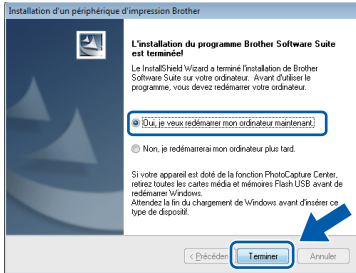 Installation d'un périphérique d'impression Brother
L'installation du programme Brother Software Suite
est terminée!
Le InstallShield Wizard a terminé l'installation de Brother
Software Suite sur votre ordinateur. Avant d'utiliser le
programme, vous devez redémarrer votre ordinateur.
Oui, je veux redémarrer mon ordinateur maintenant.
Non, je redémarrerai mon ordinateur plus tard.
Si votre appareil est doté de la fonction PhotoCapture Center,
retirez toutes les cartes média et mémoires Flash USB avant de
redémarrer Windows.
Attendez la fin du chargement de Windows avant d'insérer ce
type de dispositif.
< Précéden Terminer Annuler